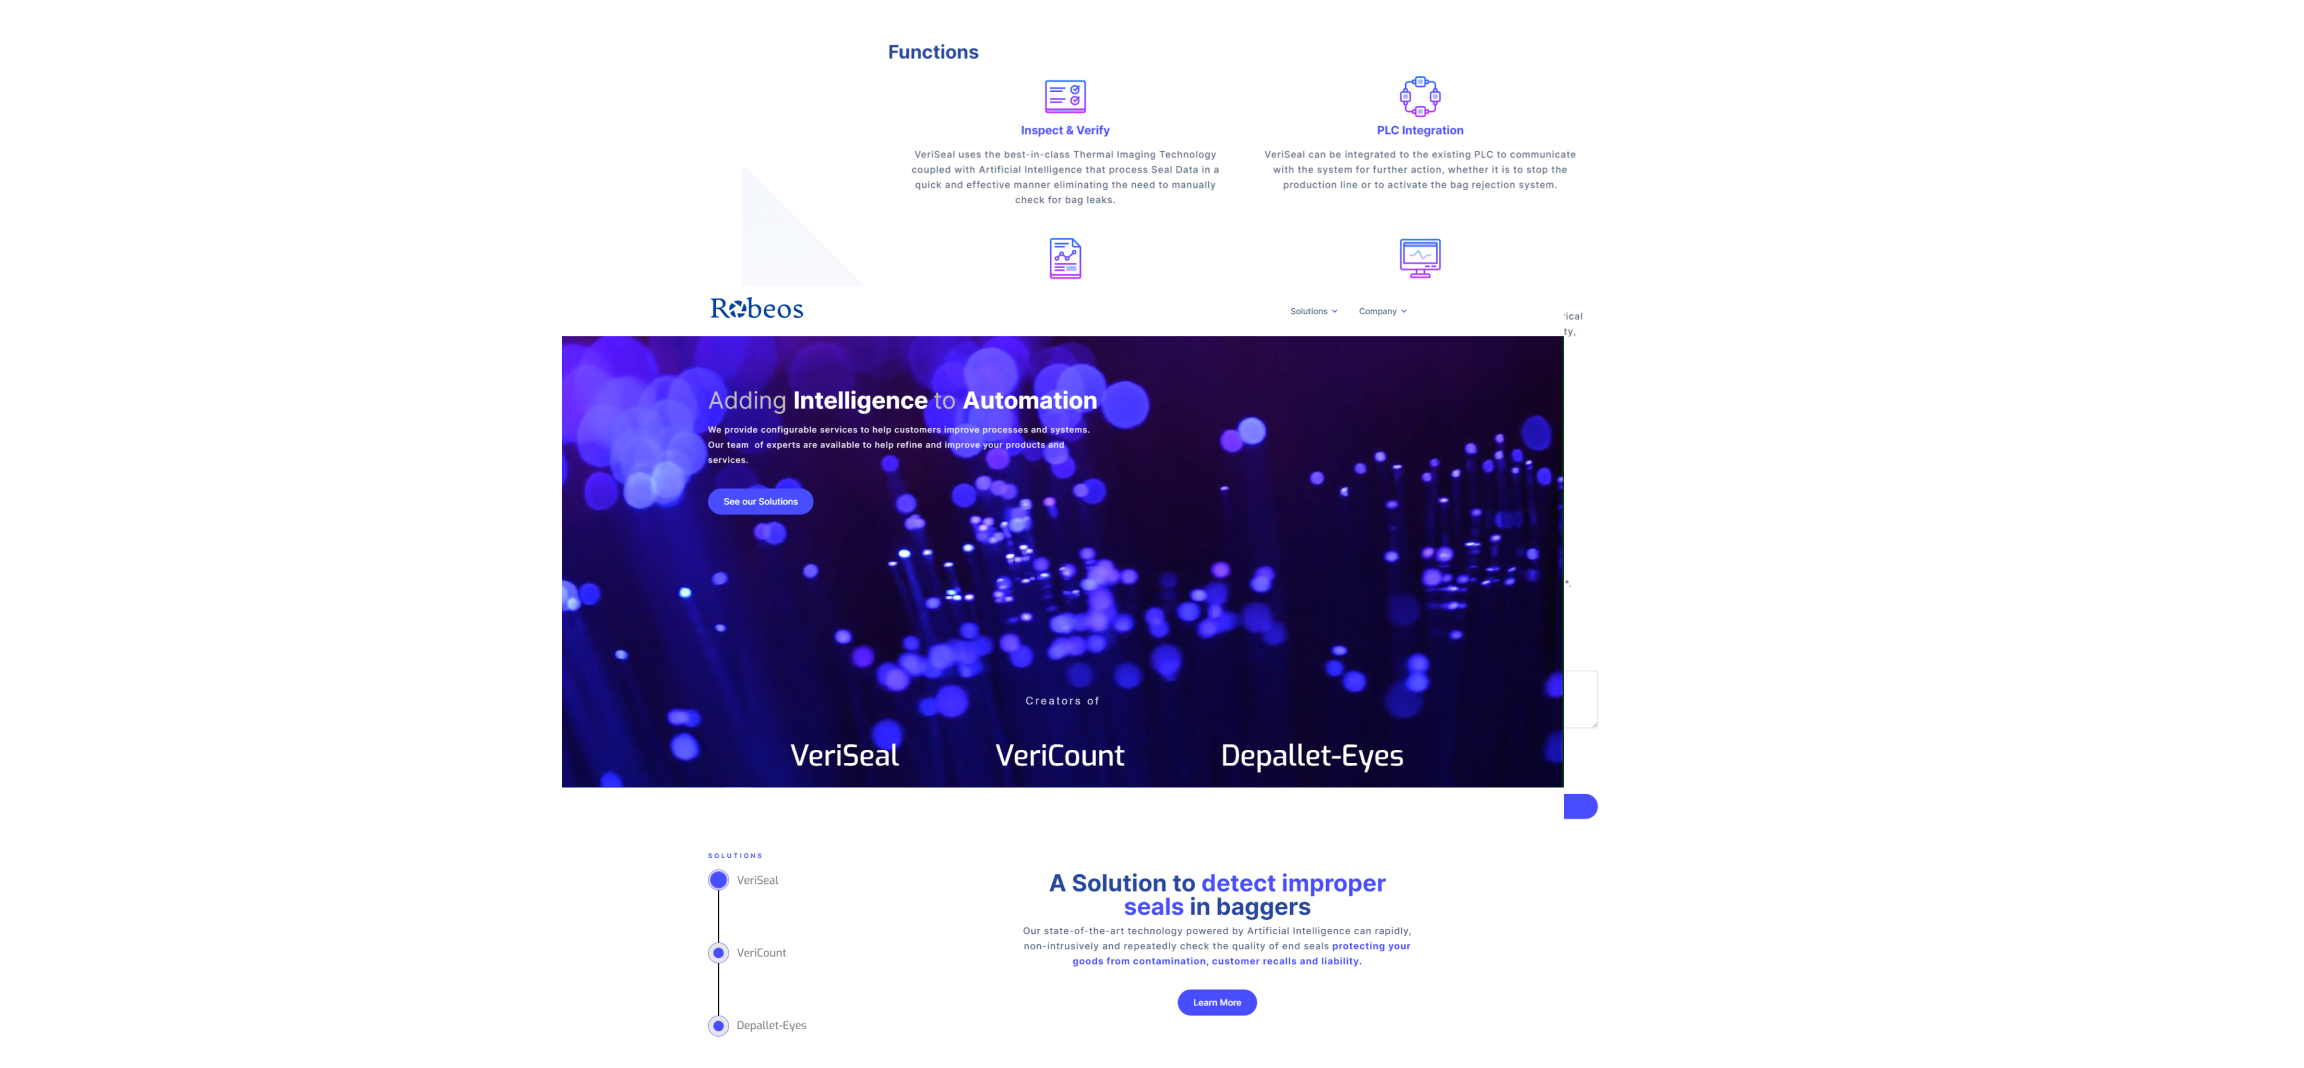 Functions
Inspect & Verify
VeriSeal uses the best-in-class Thermal Imaging Technology
coupled with Artificial Intelligence that process Seal Data in a
quick and effective manner eliminating the need to manually
check for bag leaks.
PLC Integration
VeriSeal can be integrated to the existing PLC to communicate
with the system for further action, whether it is to stop the
production line or to activate the bag rejection system.
Robeos
Solutions
Company
Adding Intelligence to Automation
We provide configurable services to help customers improve processes and systems.
Our team of experts are available to help refine and improve your products and
services.
See our Solutions
Creators of
VeriSeal
VeriCount
Depallet-Eyes
SOLUTIONS
VeriSeal
VeriCount
Depallet-Eyes
A Solution to detect improper
seals in baggers
Our state-of-the-art technology powered by Artificial Intelligence can rapidly,
non-intrusively and repeatedly check the quality of end seals protecting your
goods from contamination, customer recalls and liability.
Learn More